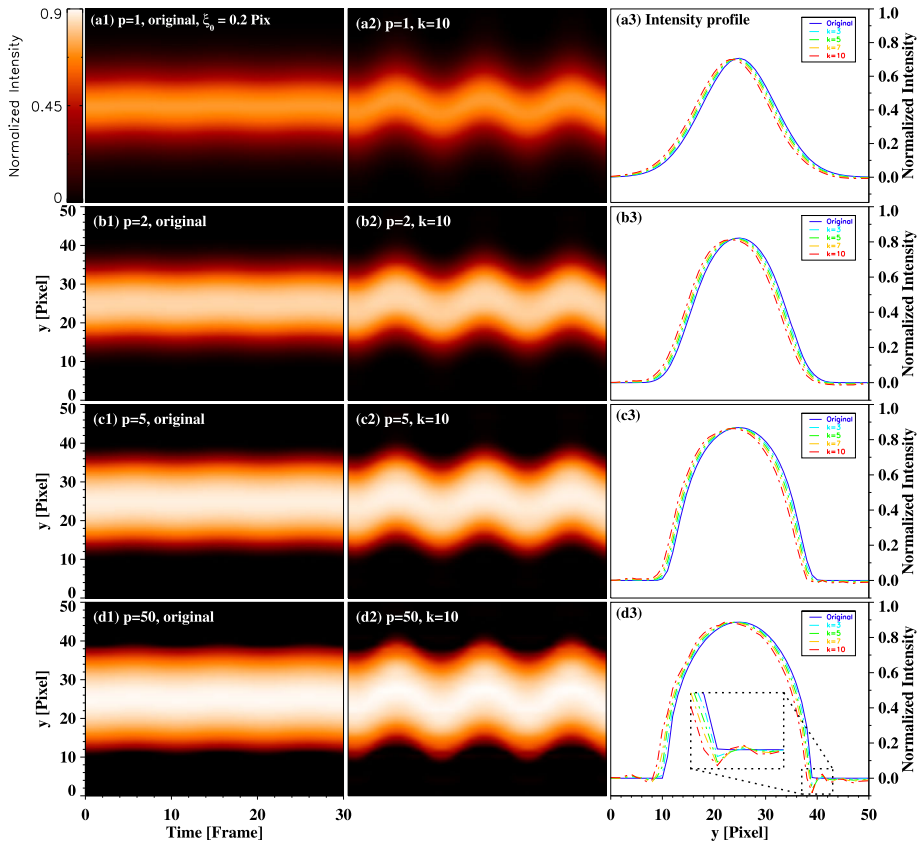 0.9
0.45
0
Normalized Intensity
(a1) p=1, original, ξ₀ = 0.2 Pix
(a2) p=1, k=10
(a3) Intensity profile
Original
k=3
k=5
k=7
k=10
1.0
0.8
0.6
0.4
0.2
0.0
Normalized Intensity
50
40
30
20
10
0
y [Pixel]
(b1) p=2, original
(b2) p=2, k=10
(b3)
Original
k=3
k=5
k=7
k=10
1.0
0.8
0.6
0.4
0.2
0.0
Normalized Intensity
50
40
30
20
10
0
y [Pixel]
(c1) p=5, original
(c2) p=5, k=10
(c3)
Original
k=3
k=5
k=7
k=10
1.0
0.8
0.6
0.4
0.2
0.0
Normalized Intensity
50
40
30
20
10
0
y [Pixel]
(d1) p=50, original
(d2) p=50, k=10
(d3)
Original
k=3
k=5
k=7
k=10
1.0
0.8
0.6
0.4
0.2
0.0
Normalized Intensity
0 10 20 30
Time [Frame]
0 10 20 30 40 50
y [Pixel]